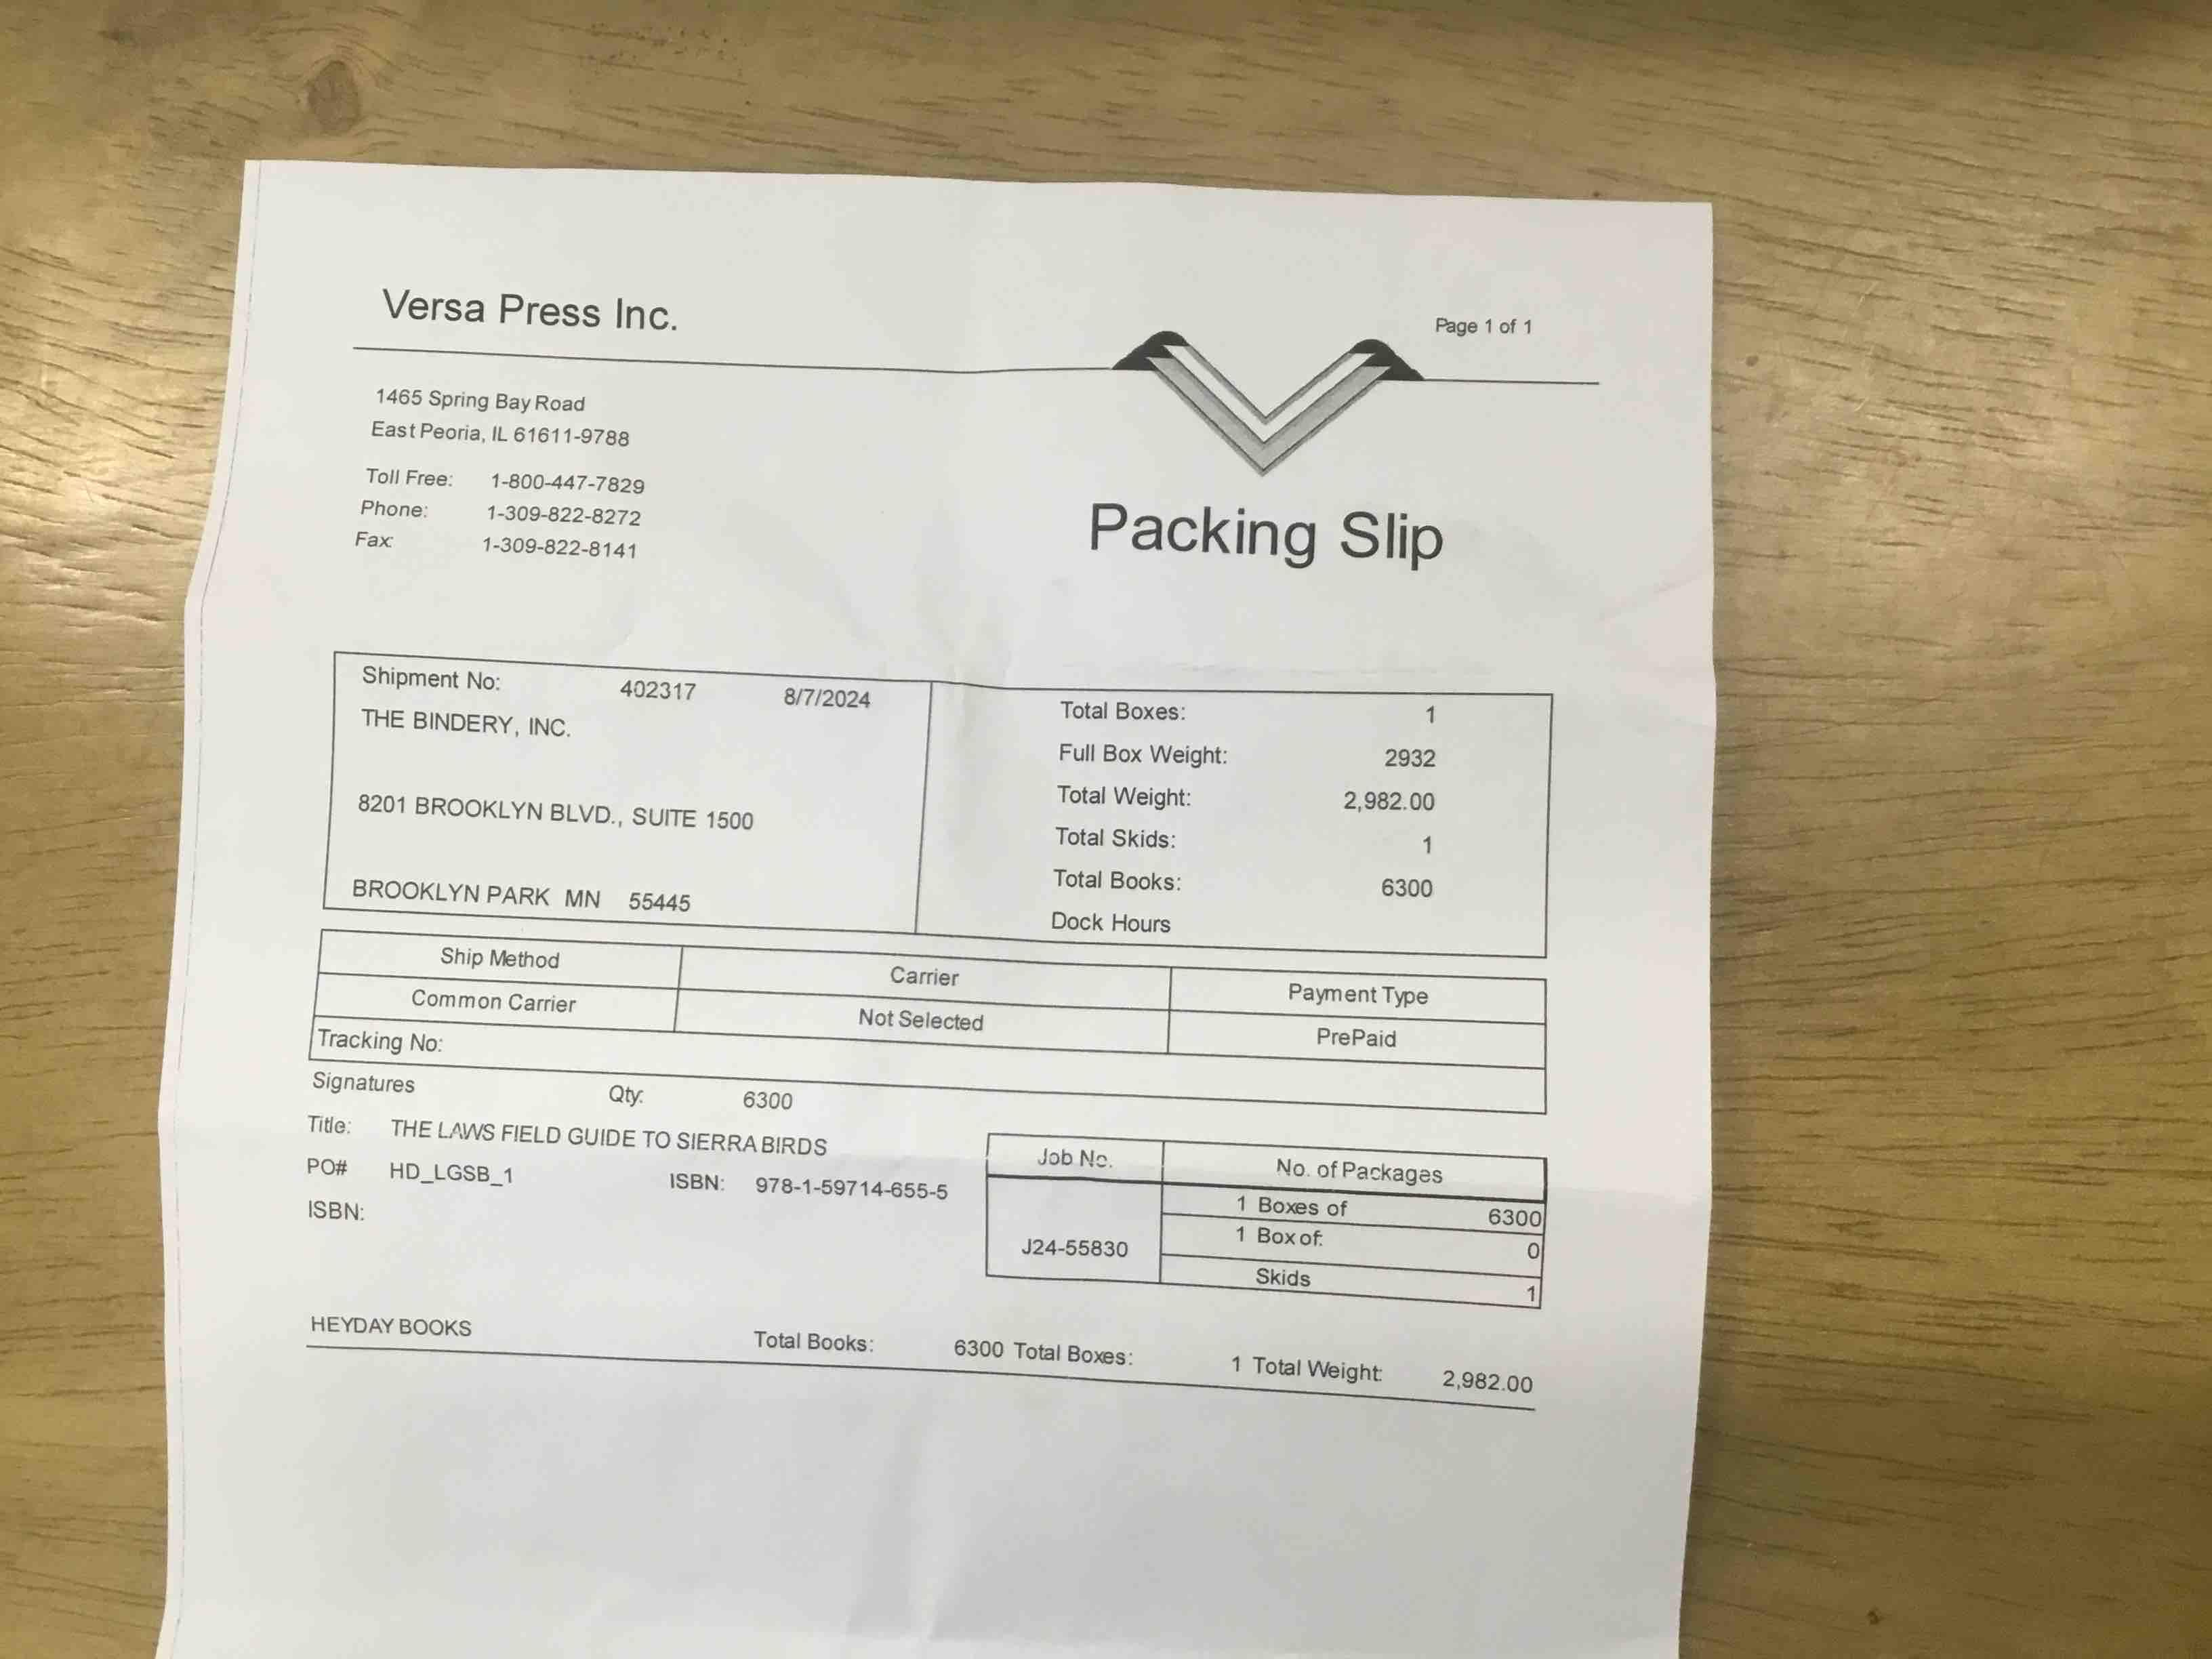 Versa Press Inc.
Page 1 of 1
1465 Spring Bay Road
East Peoria, IL 61611-9788
Toll Free: 1-800-447-7829
Phone: 1-309-822-8272
Fax: 1-309-822-8141
Packing Slip
Shipment No: 402317 8/7/2024
THE BINDERY, INC.
8201 BROOKLYN BLVD., SUITE 1500
BROOKLYN PARK MN 55445
Total Boxes: 1
Full Box Weight: 2932
Total Weight: 2,982.00
Total Skids: 1
Total Books: 6300
Dock Hours
Ship Method Carrier Payment Type
Common Carrier Not Selected PrePaid
Tracking No:
Signatures Qty: 6300
Title: THE LAWS FIELD GUIDE TO SIERRA BIRDS
PO# HD_LGSB_1 ISBN: 978-1-59714-655-5
ISBN:
Job No. No. of Packages
1 Boxes of 6300
J24-55830 1 Box of: 0
Skids 1
HEYDAY BOOKS Total Books: 6300 Total Boxes: 1 Total Weight: 2,982.00